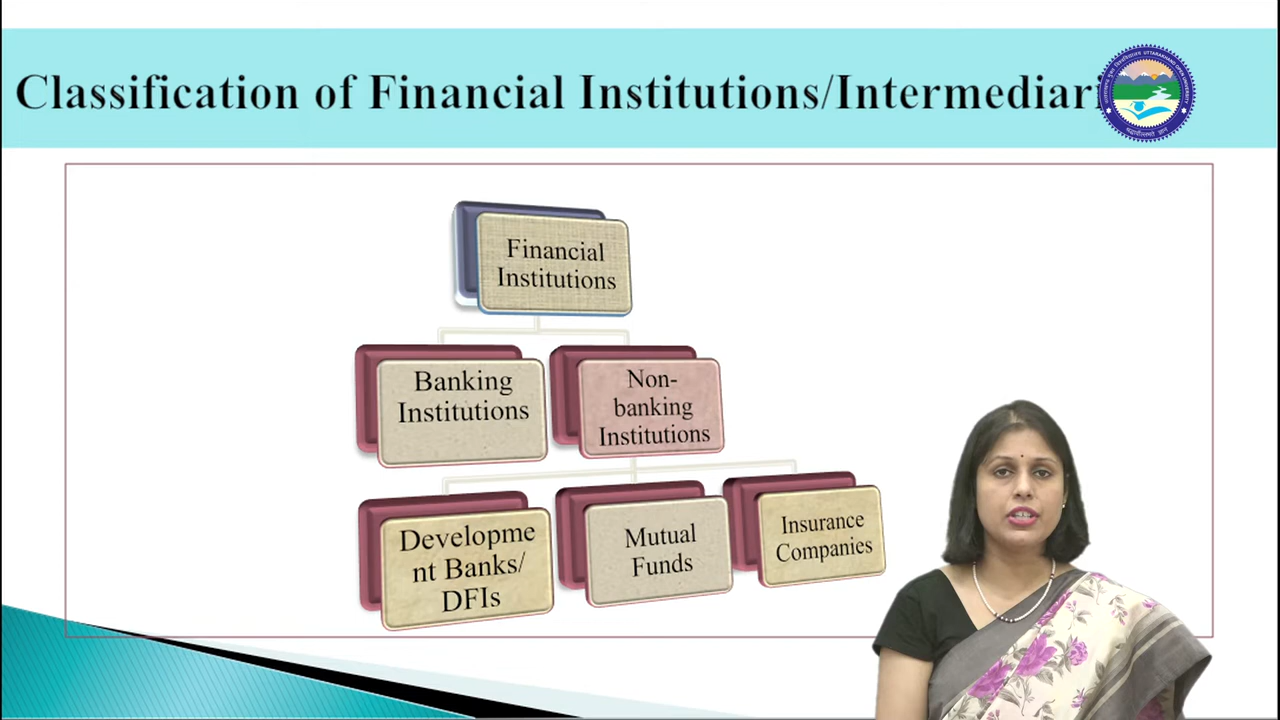 Classification of Financial Institutions/Intermediari
Financial
Institutions
Banking
Institutions
Non-
banking
Institutions
Developme
nt Banks/
DFIs
Mutual
Funds
Insurance
Companies